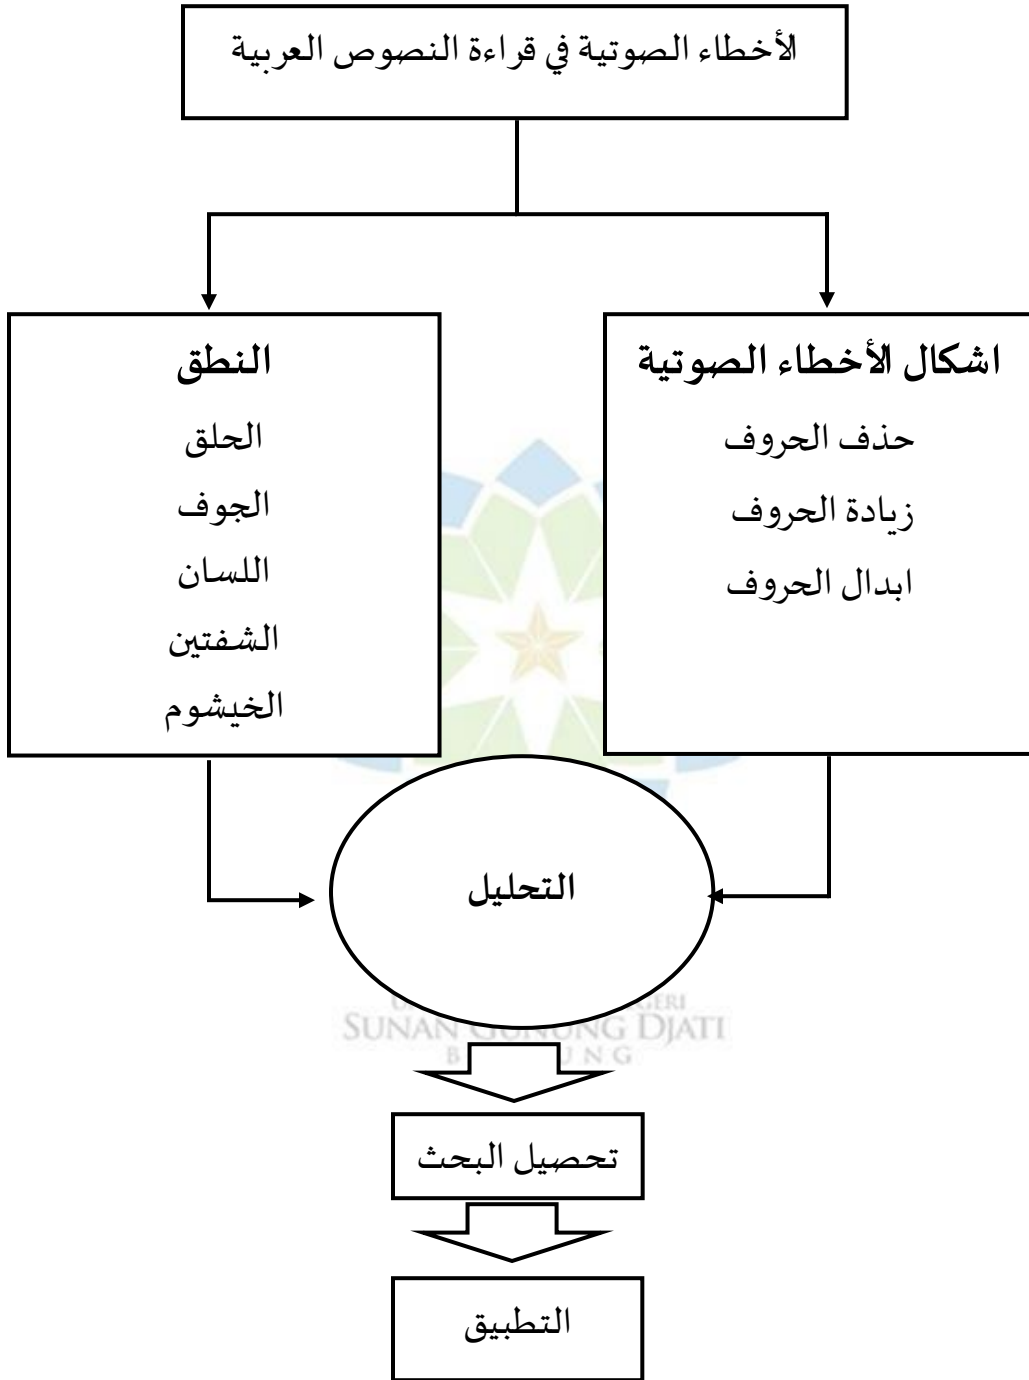 الأخطاء الصوتية في قراءة النصوص العربية
اشكال الأخطاء الصوتية
حذف الحروف
زيادة الحروف
ابدال الحروف
النطق
الحلق
الجوف
اللسان
الشفتين
الخيشوم
التحليل
SUNAN GUNUNG DJATI
تحصيل البحث
التطبيق